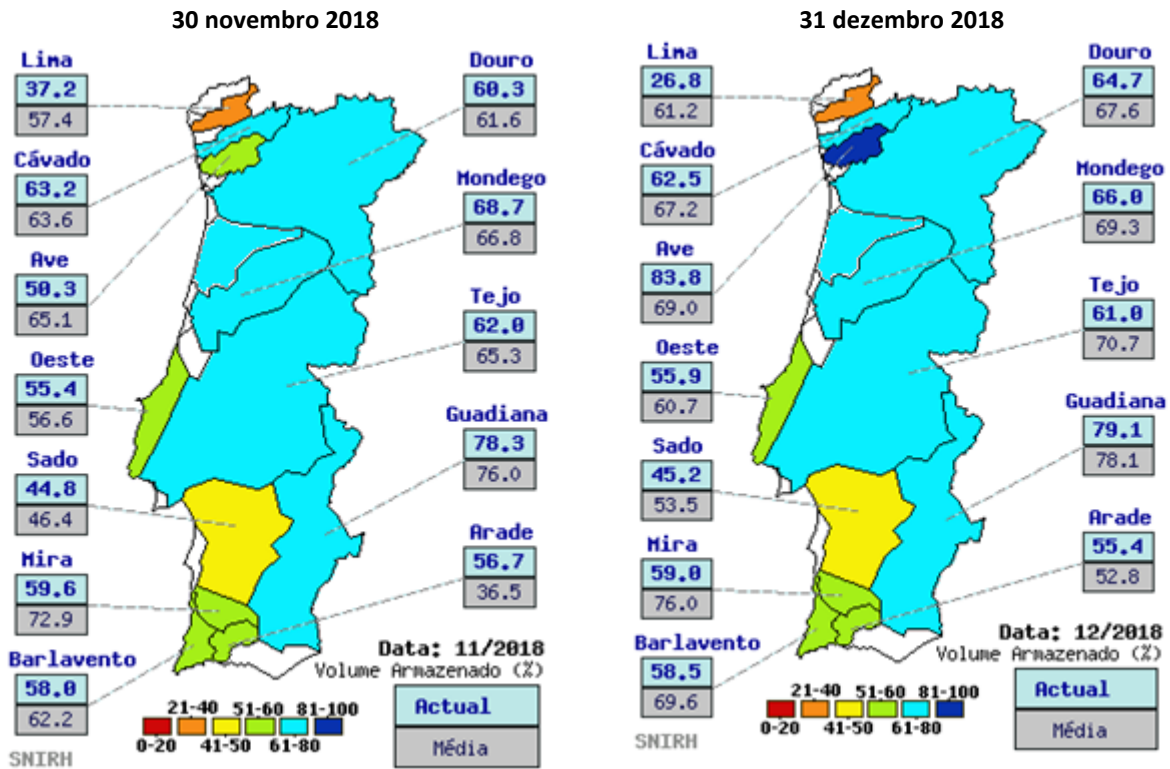 30 novembro 2018
Lima
37.2
57.4
Cávado
63.2
63.6
Ave
50.3
65.1
Oeste
55.4
56.6
Sado
44.8
46.4
Mira
59.6
72.9
Barlavento
58.0
62.2
Douro
60.3
61.6
Mondego
68.7
66.8
Tejo
62.0
65.3
Guadiana
78.3
76.0
Arade
56.7
36.5
Data: 11/2018
Volume Armazenado (%)
Actual
Média
21-40 51-60 81-100
0-20 41-50 61-80
SNIRH
31 dezembro 2018
Lima
26.8
61.2
Cávado
62.5
67.2
Ave
83.8
69.0
Oeste
55.9
60.7
Sado
45.2
53.5
Mira
59.0
76.0
Barlavento
58.5
69.6
Douro
64.7
67.6
Mondego
66.0
69.3
Tejo
61.0
70.7
Guadiana
79.1
78.1
Arade
55.4
52.8
Data: 12/2018
Volume Armazenado (%)
Actual
Média
21-40 51-60 81-100
0-20 41-50 61-80
SNIRH